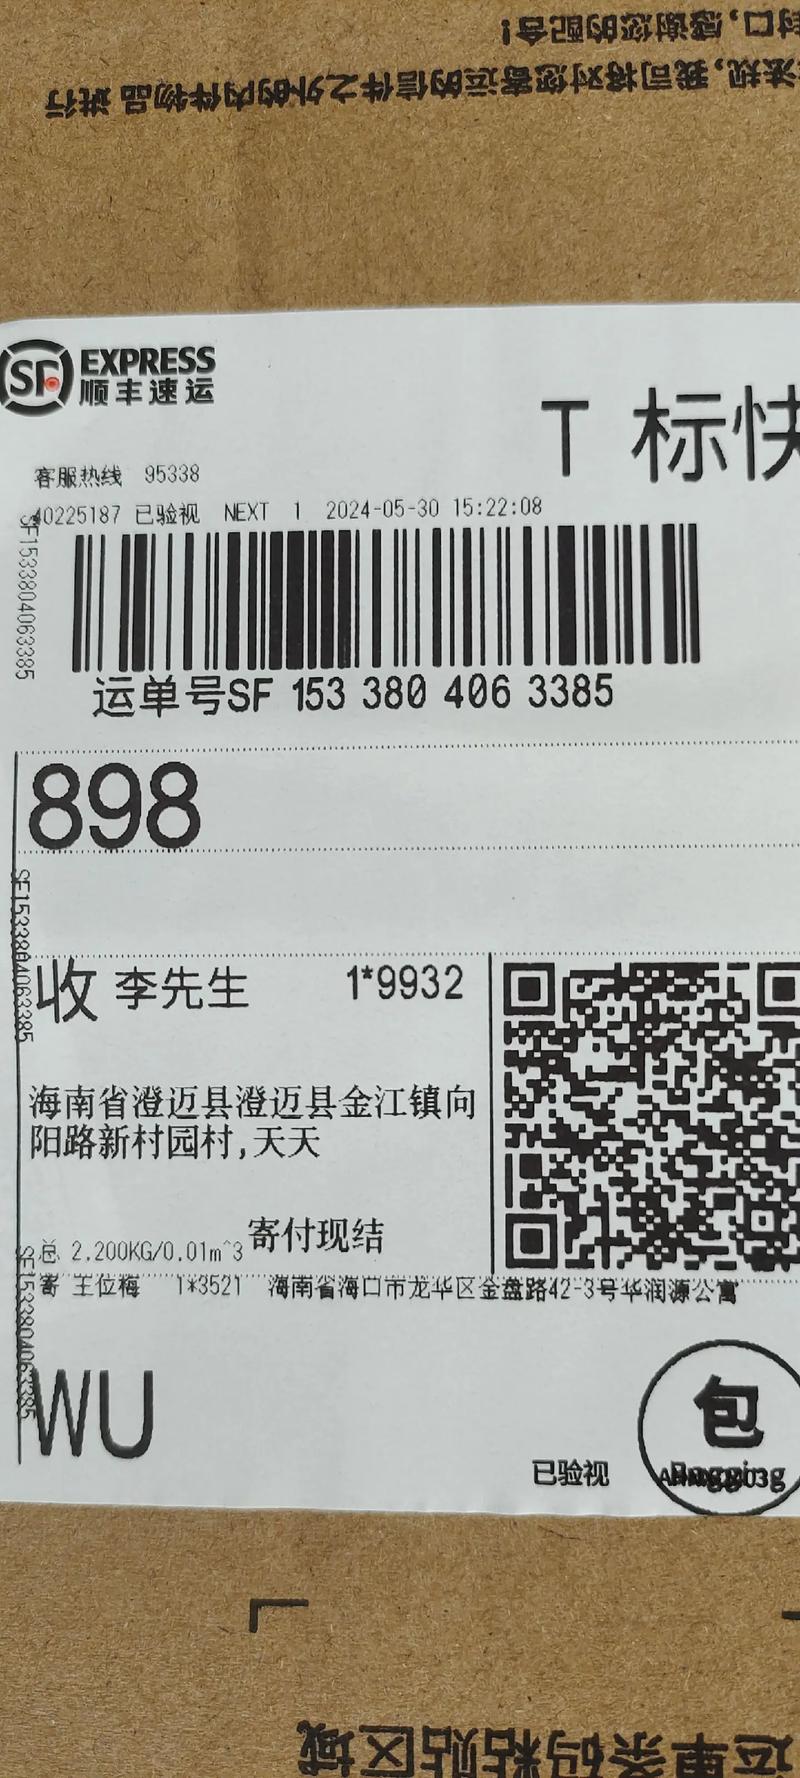 封口,感谢您的配合!
法规,我司将对您寄运的信件之外的内件物品 进行
SF EXPRESS
顺丰速运
T 标快
客服热线 95338
40225187 已验视 NEXT 1 2024-05-30 15:22:08
SF1533804063385
运单号SF 153 380 406 3385
898
SF1533804063385
收 李先生 1*9932
海南省澄迈县澄迈县金江镇向
阳路新村园村,天天
总 2.200KG/0.01m^3 寄付现结
寄 王位梅 1*3521 海南省海口市龙华区金盘路42-3号华润源公寓
SF1533804063385
WU
包
已验视
Bagging
运单条码粘贴区域